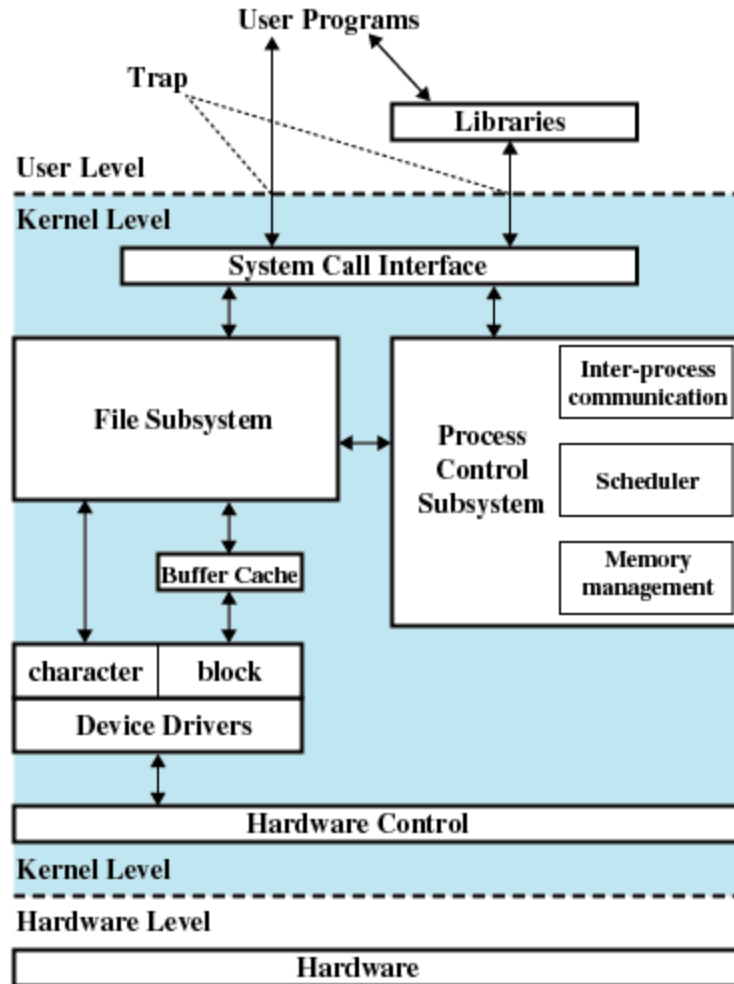 User Programs
Trap
Libraries
User Level
Kernel Level
System Call Interface
File Subsystem
Process
Control
Subsystem
Inter-process
communication
Scheduler
Memory
management
Buffer Cache
character
block
Device Drivers
Hardware Control
Kernel Level
Hardware Level
Hardware